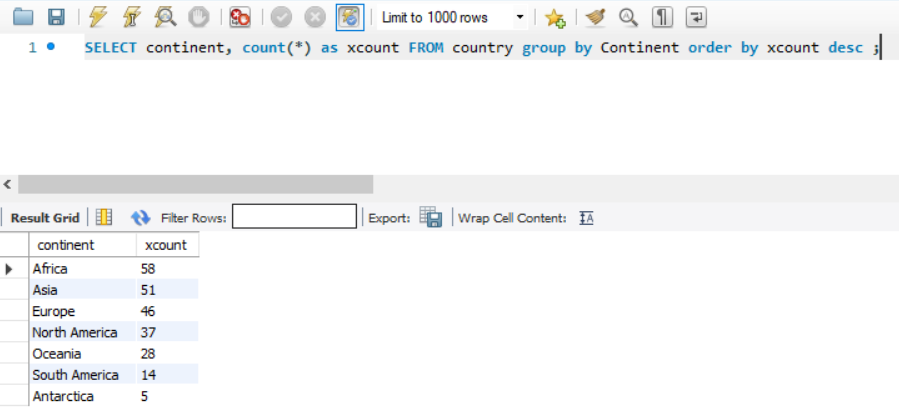 Limit to 1000 rows
1 SELECT continent, count(*) as xcount FROM country group by Continent order by xcount desc ;
Result Grid Filter Rows: Export: Wrap Cell Content:
continent xcount
Africa 58
Asia 51
Europe 46
North America 37
Oceania 28
South America 14
Antarctica 5